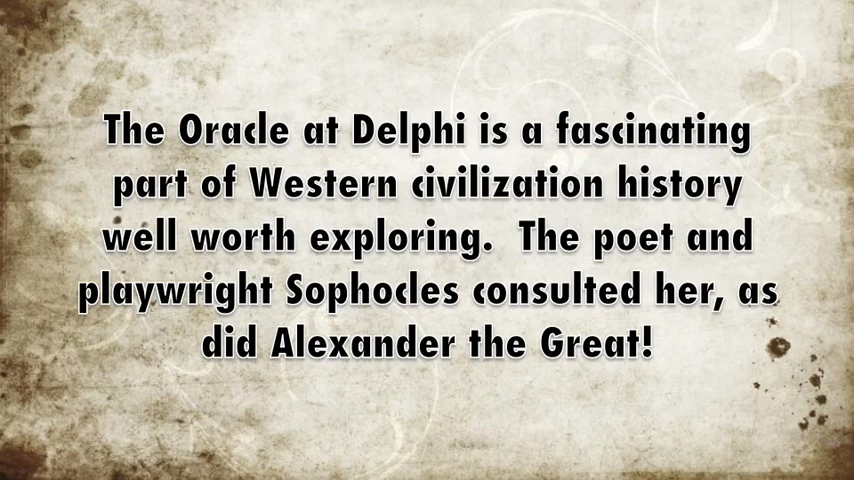 The Oracle at Delphi is a fascinating
part of Western civilization history
well worth exploring.  The poet and
playwright Sophocles consulted her, as
did Alexander the Great!